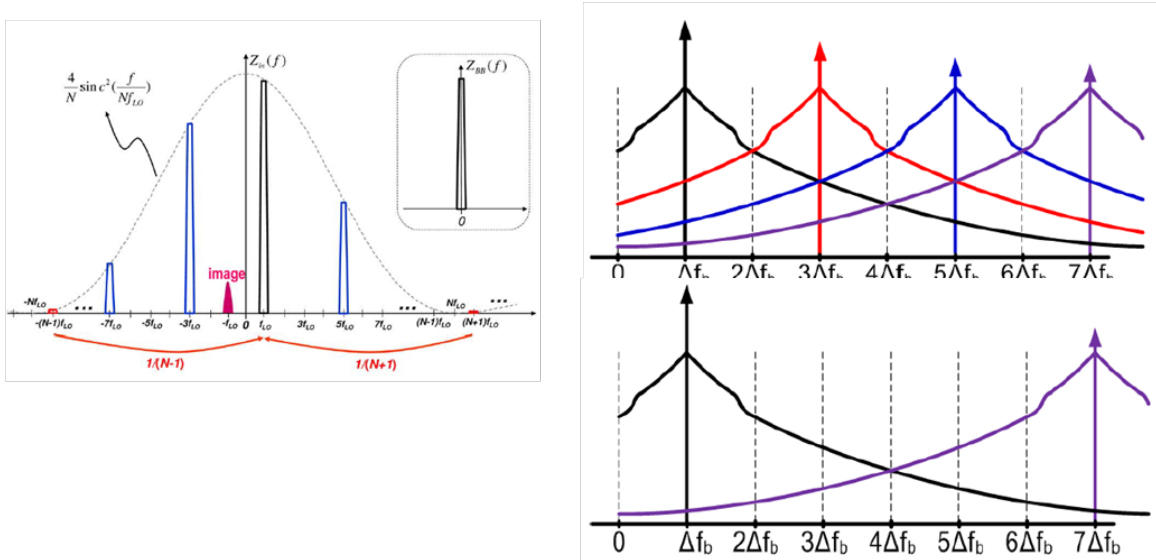 Z_in(f)
4/N sin c²(f/Nf_LO)
Z_BB(f)
0
image
-Nf_LO ... ... Nf_LO ...
-(N-1)f_LO -7f_LO -5f_LO -3f_LO -f_LO 0 f_LO 3f_LO 5f_LO 7f_LO (N-1)f_LO (N+1)f_LO
1/(N-1) 1/(N+1)
0 Δf_b 2Δf_b 3Δf_b 4Δf_b 5Δf_b 6Δf_b 7Δf_b
0 Δf_b 2Δf_b 3Δf_b 4Δf_b 5Δf_b 6Δf_b 7Δf_b